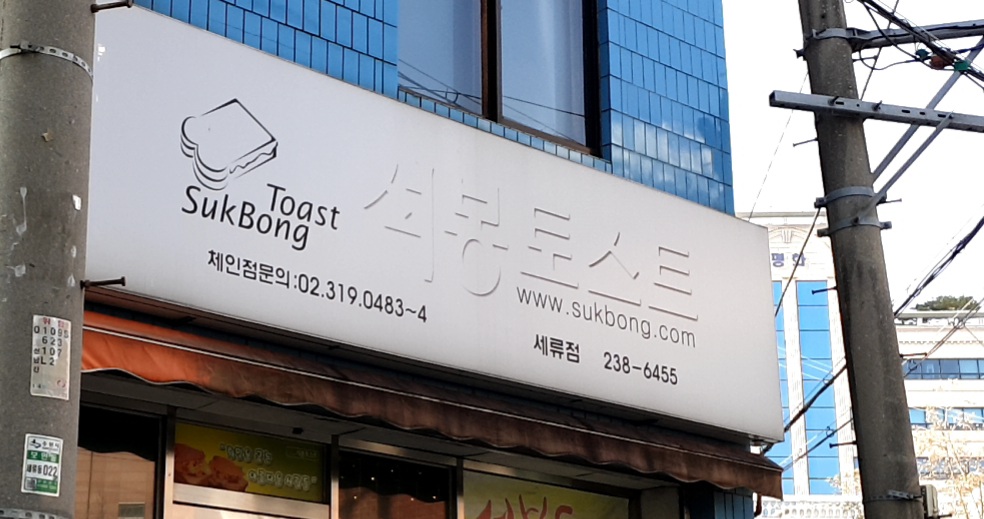 Toast
SukBong
석봉토스트
www.sukbong.com
체인점문의:02.319.0483~4
세류점 238-6455
022